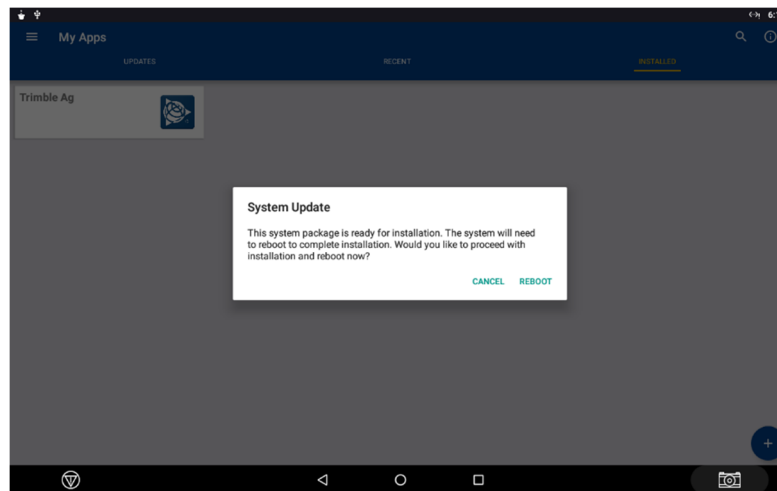 6:
My Apps
UPDATES
RECENT
INSTALLED
Trimble Ag
System Update
This system package is ready for installation. The system will need
to reboot to complete installation. Would you like to proceed with
installation and reboot now?
CANCEL REBOOT